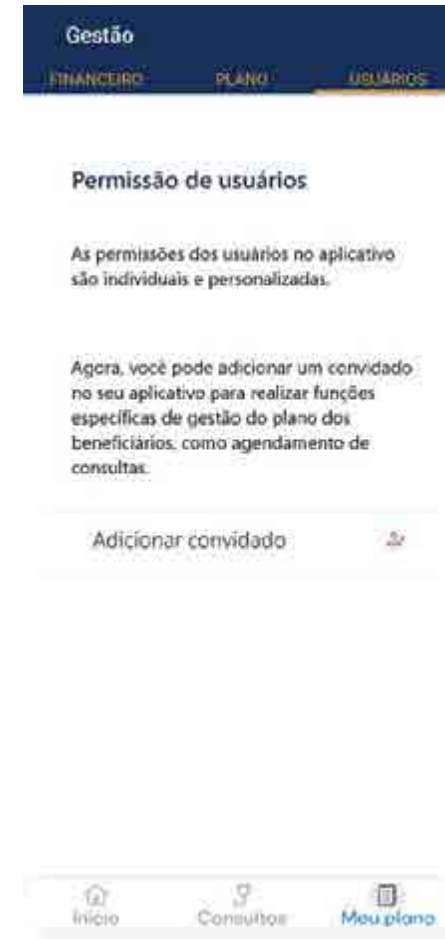 Gestão
FINANCEIRO PLANO USUÁRIOS
Permissão de usuários
As permissões dos usuários no aplicativo
são individuais e personalizadas.
Agora, você pode adicionar um convidado
no seu aplicativo para realizar funções
específicas de gestão do plano dos
beneficiários, como agendamento de
consultas.
Adicionar convidado
Início Consultas Meu plano